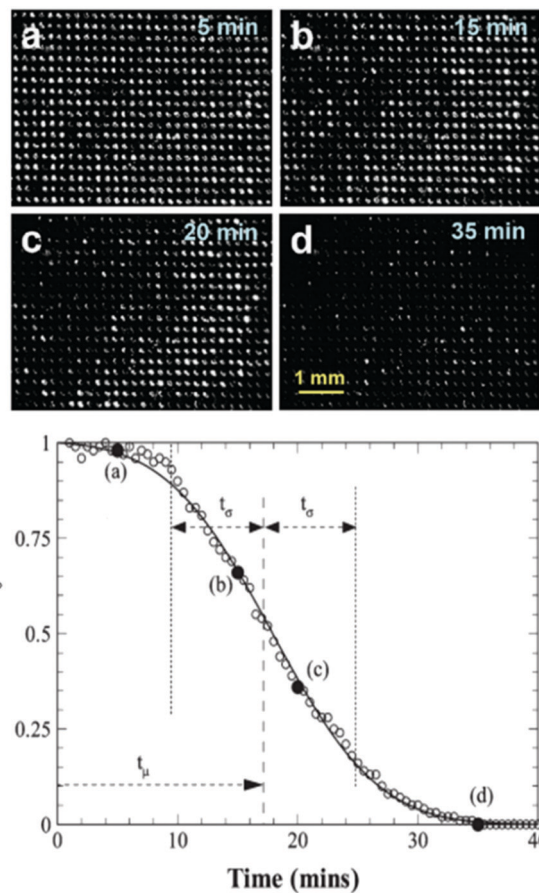 a 5 min
b 15 min
c 20 min
d 35 min
1 mm
1
0.75
0.5
0.25
0
(a)
(b)
(c)
(d)
tσ
tσ
tμ
0 10 20 30 40
Time (mins)